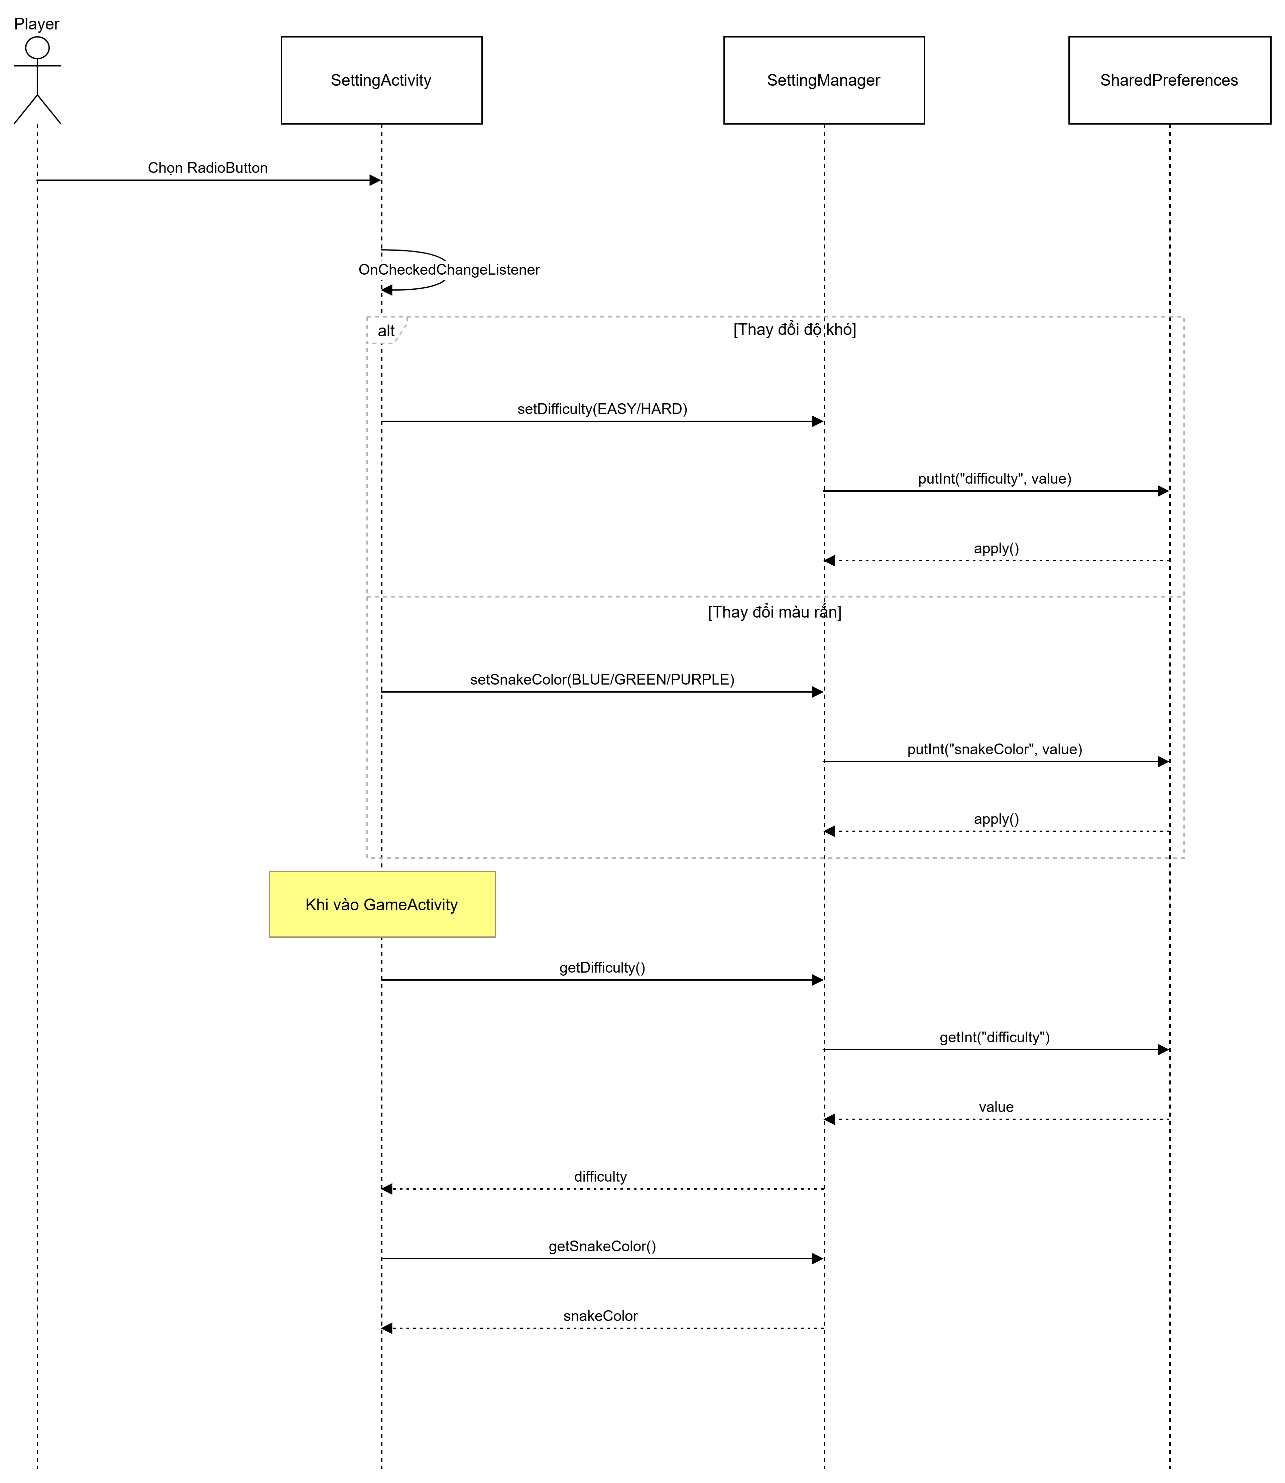 Player
SettingActivity
SettingManager
SharedPreferences
Chọn RadioButton
OnCheckedChangeListener
alt
[Thay đổi độ khó]
setDifficulty(EASY/HARD)
putInt("difficulty", value)
apply()
[Thay đổi màu rắn]
setSnakeColor(BLUE/GREEN/PURPLE)
putInt("snakeColor", value)
apply()
Khi vào GameActivity
getDifficulty()
getInt("difficulty")
value
difficulty
getSnakeColor()
snakeColor